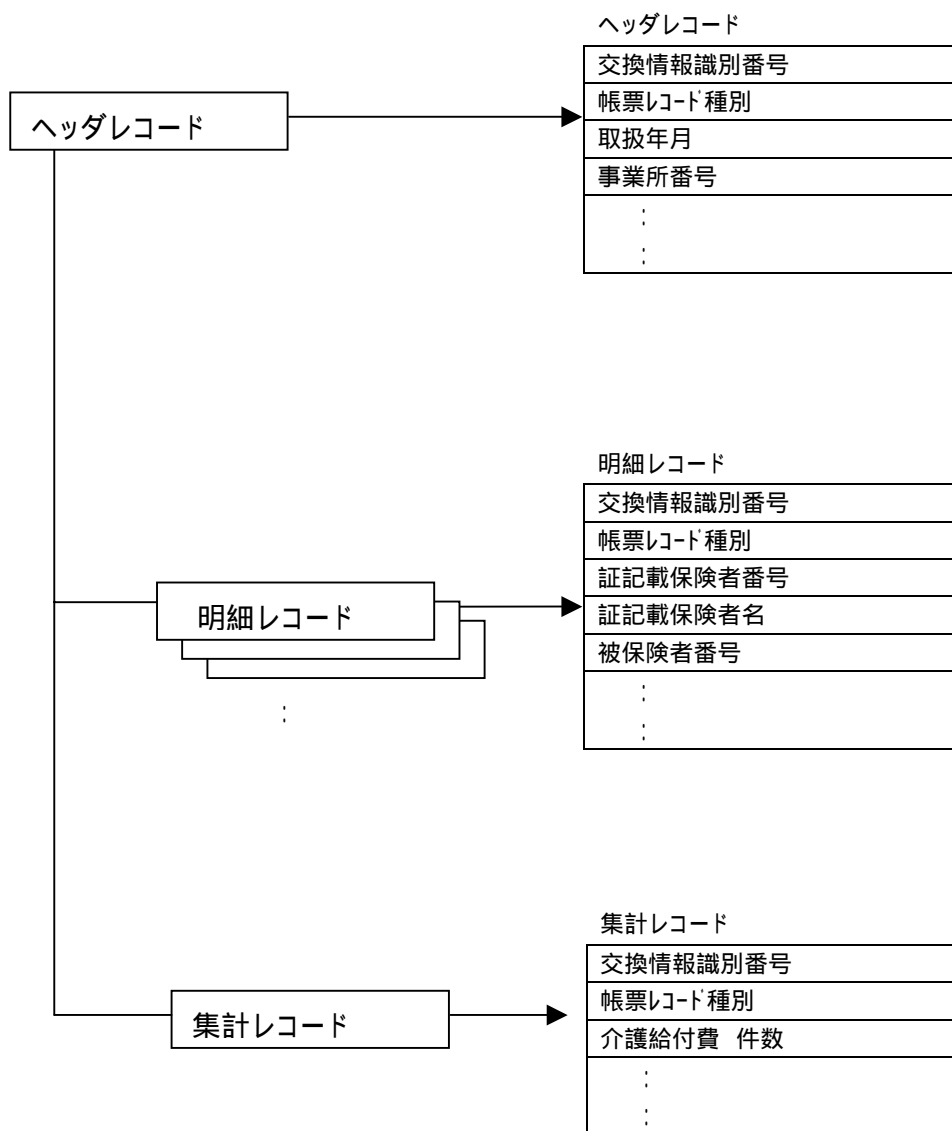 ヘッダレコード
交換情報識別番号
帳票ﾚｺｰﾄﾞ種別
取扱年月
事業所番号
:
:
ヘッダレコード
明細レコード
交換情報識別番号
帳票ﾚｺｰﾄﾞ種別
証記載保険者番号
証記載保険者名
被保険者番号
:
:
明細レコード
:
集計レコード
交換情報識別番号
帳票ﾚｺｰﾄﾞ種別
介護給付費 件数
:
:
集計レコード